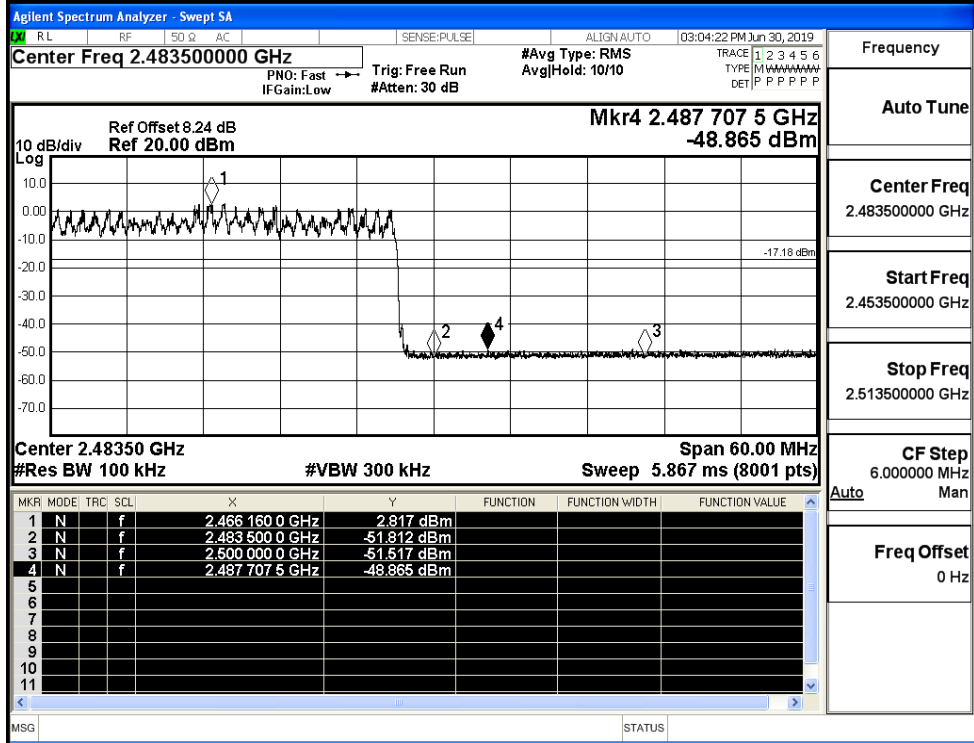 Agilent Spectrum Analyzer - Swept SA
LXI RL RF 50 Ω AC SENSE:PULSE ALIGN AUTO 03:04:22 PM Jun 30, 2019
Center Freq 2.483500000 GHz
PNO: Fast
IFGain:Low
Trig: Free Run
#Atten: 30 dB
#Avg Type: RMS
Avg|Hold: 10/10
TRACE 1 2 3 4 5 6
TYPE M WWWWW
DET P P P P P P
Ref Offset 8.24 dB
10 dB/div Ref 20.00 dBm
Log
Mkr4 2.487 707 5 GHz
-48.865 dBm
10.0
0.00
-10.0
-20.0
-30.0
-40.0
-50.0
-60.0
-70.0
1
-17.18 dBm
2
4
3
Center 2.48350 GHz Span 60.00 MHz
#Res BW 100 kHz #VBW 300 kHz Sweep 5.867 ms (8001 pts)
MKR MODE TRC SCL X Y FUNCTION FUNCTION WIDTH FUNCTION VALUE
1 N f 2.466 160 0 GHz 2.817 dBm
2 N f 2.483 500 0 GHz -51.812 dBm
3 N f 2.500 000 0 GHz -51.517 dBm
4 N f 2.487 707 5 GHz -48.865 dBm
5
6
7
8
9
10
11
MSG STATUS
Frequency
Auto Tune
Center Freq
2.483500000 GHz
Start Freq
2.453500000 GHz
Stop Freq
2.513500000 GHz
CF Step
6.000000 MHz
Auto Man
Freq Offset
0 Hz